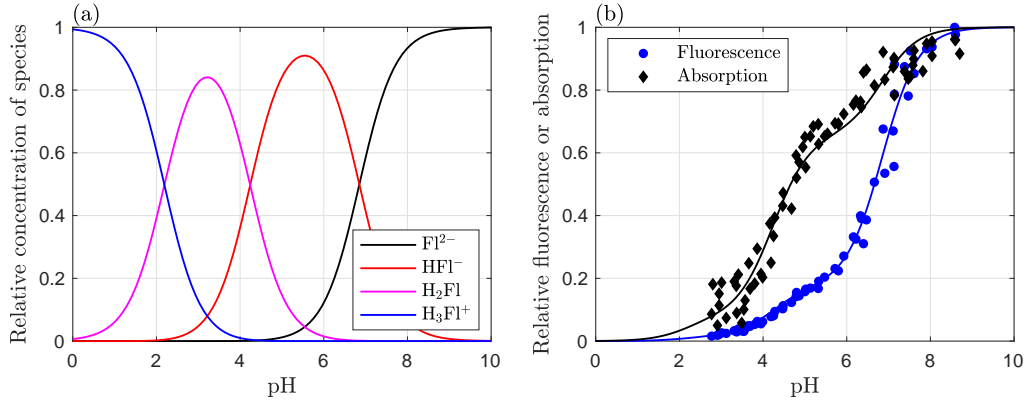 (a)
Relative concentration of species
1
0.8
0.6
0.4
0.2
0
0 2 4 6 8 10
pH
Fl²⁻
HFl⁻
H₂Fl
H₃Fl⁺
(b)
Relative fluorescence or absorption
1
0.8
0.6
0.4
0.2
0
0 2 4 6 8 10
pH
Fluorescence
Absorption